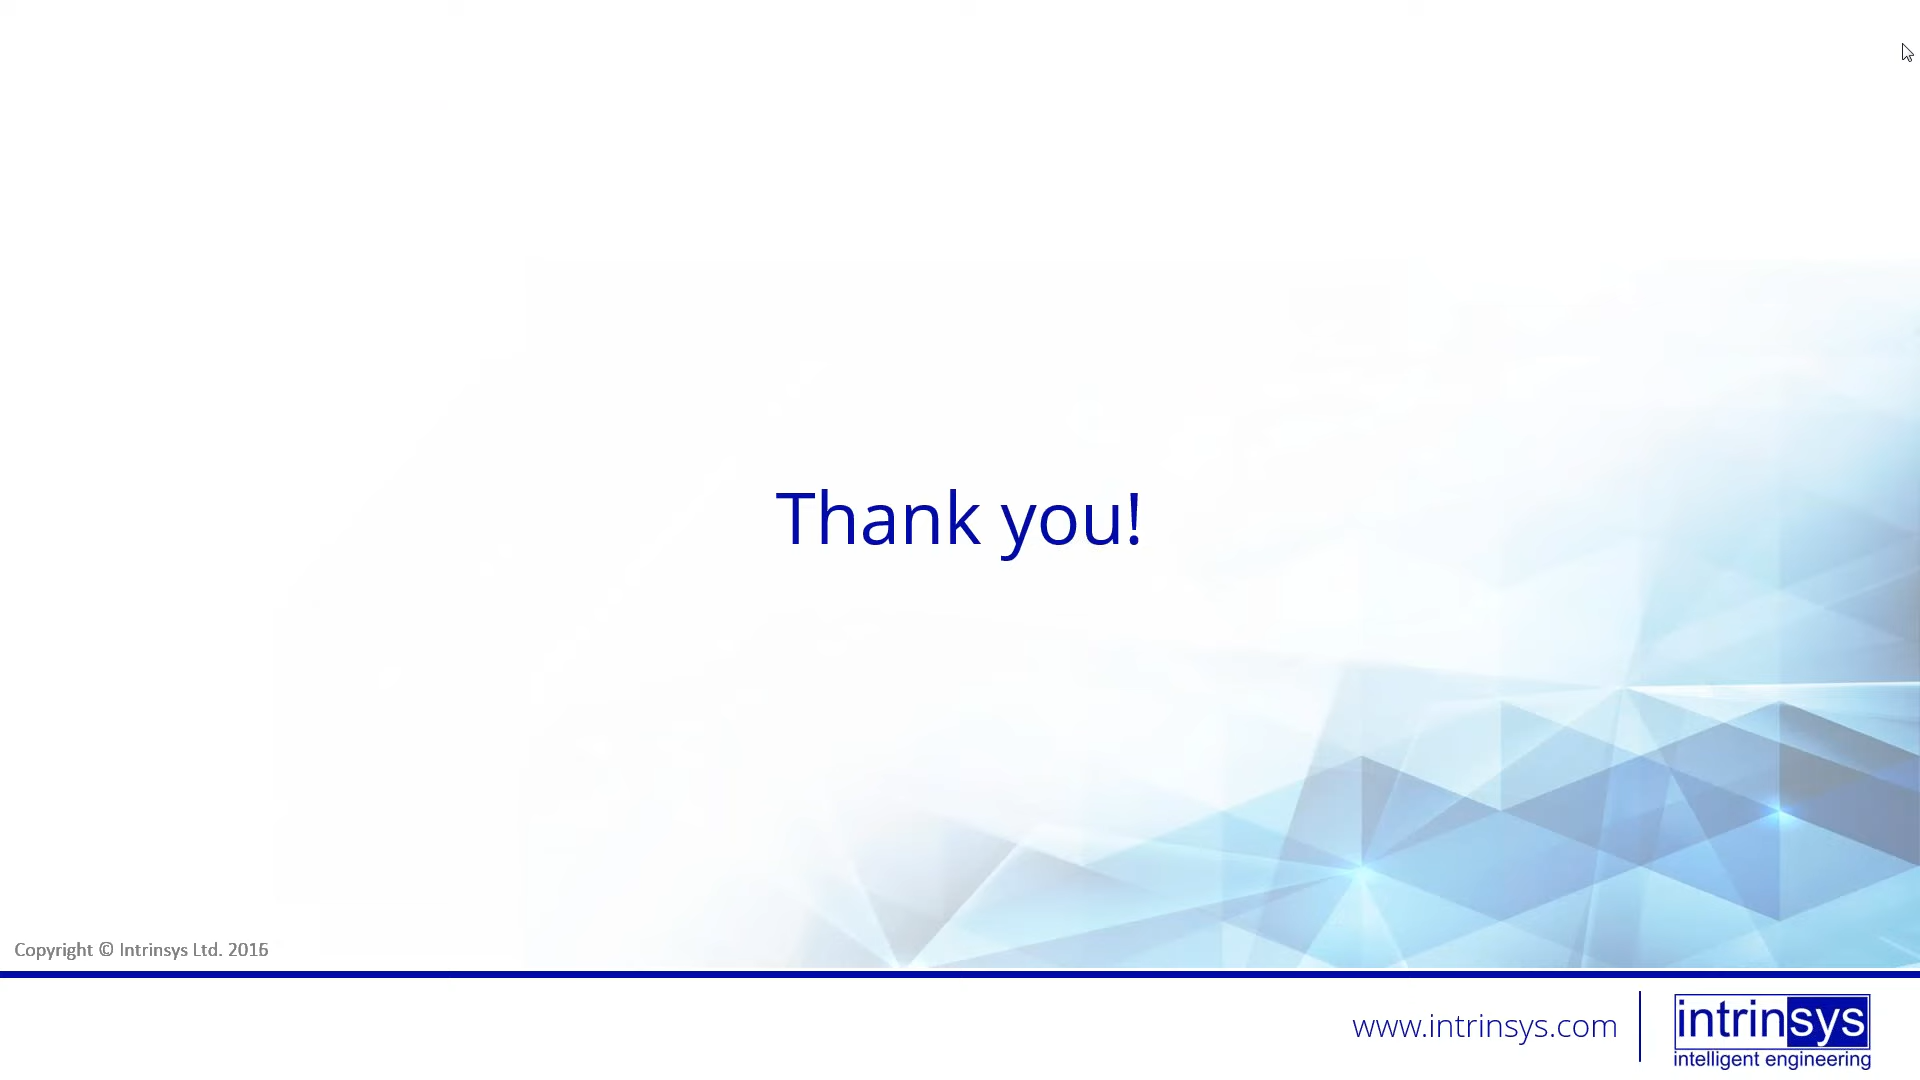 Thank you!
Copyright © Intrinsys Ltd. 2016
www.intrinsys.com
intrinsys
intelligent engineering